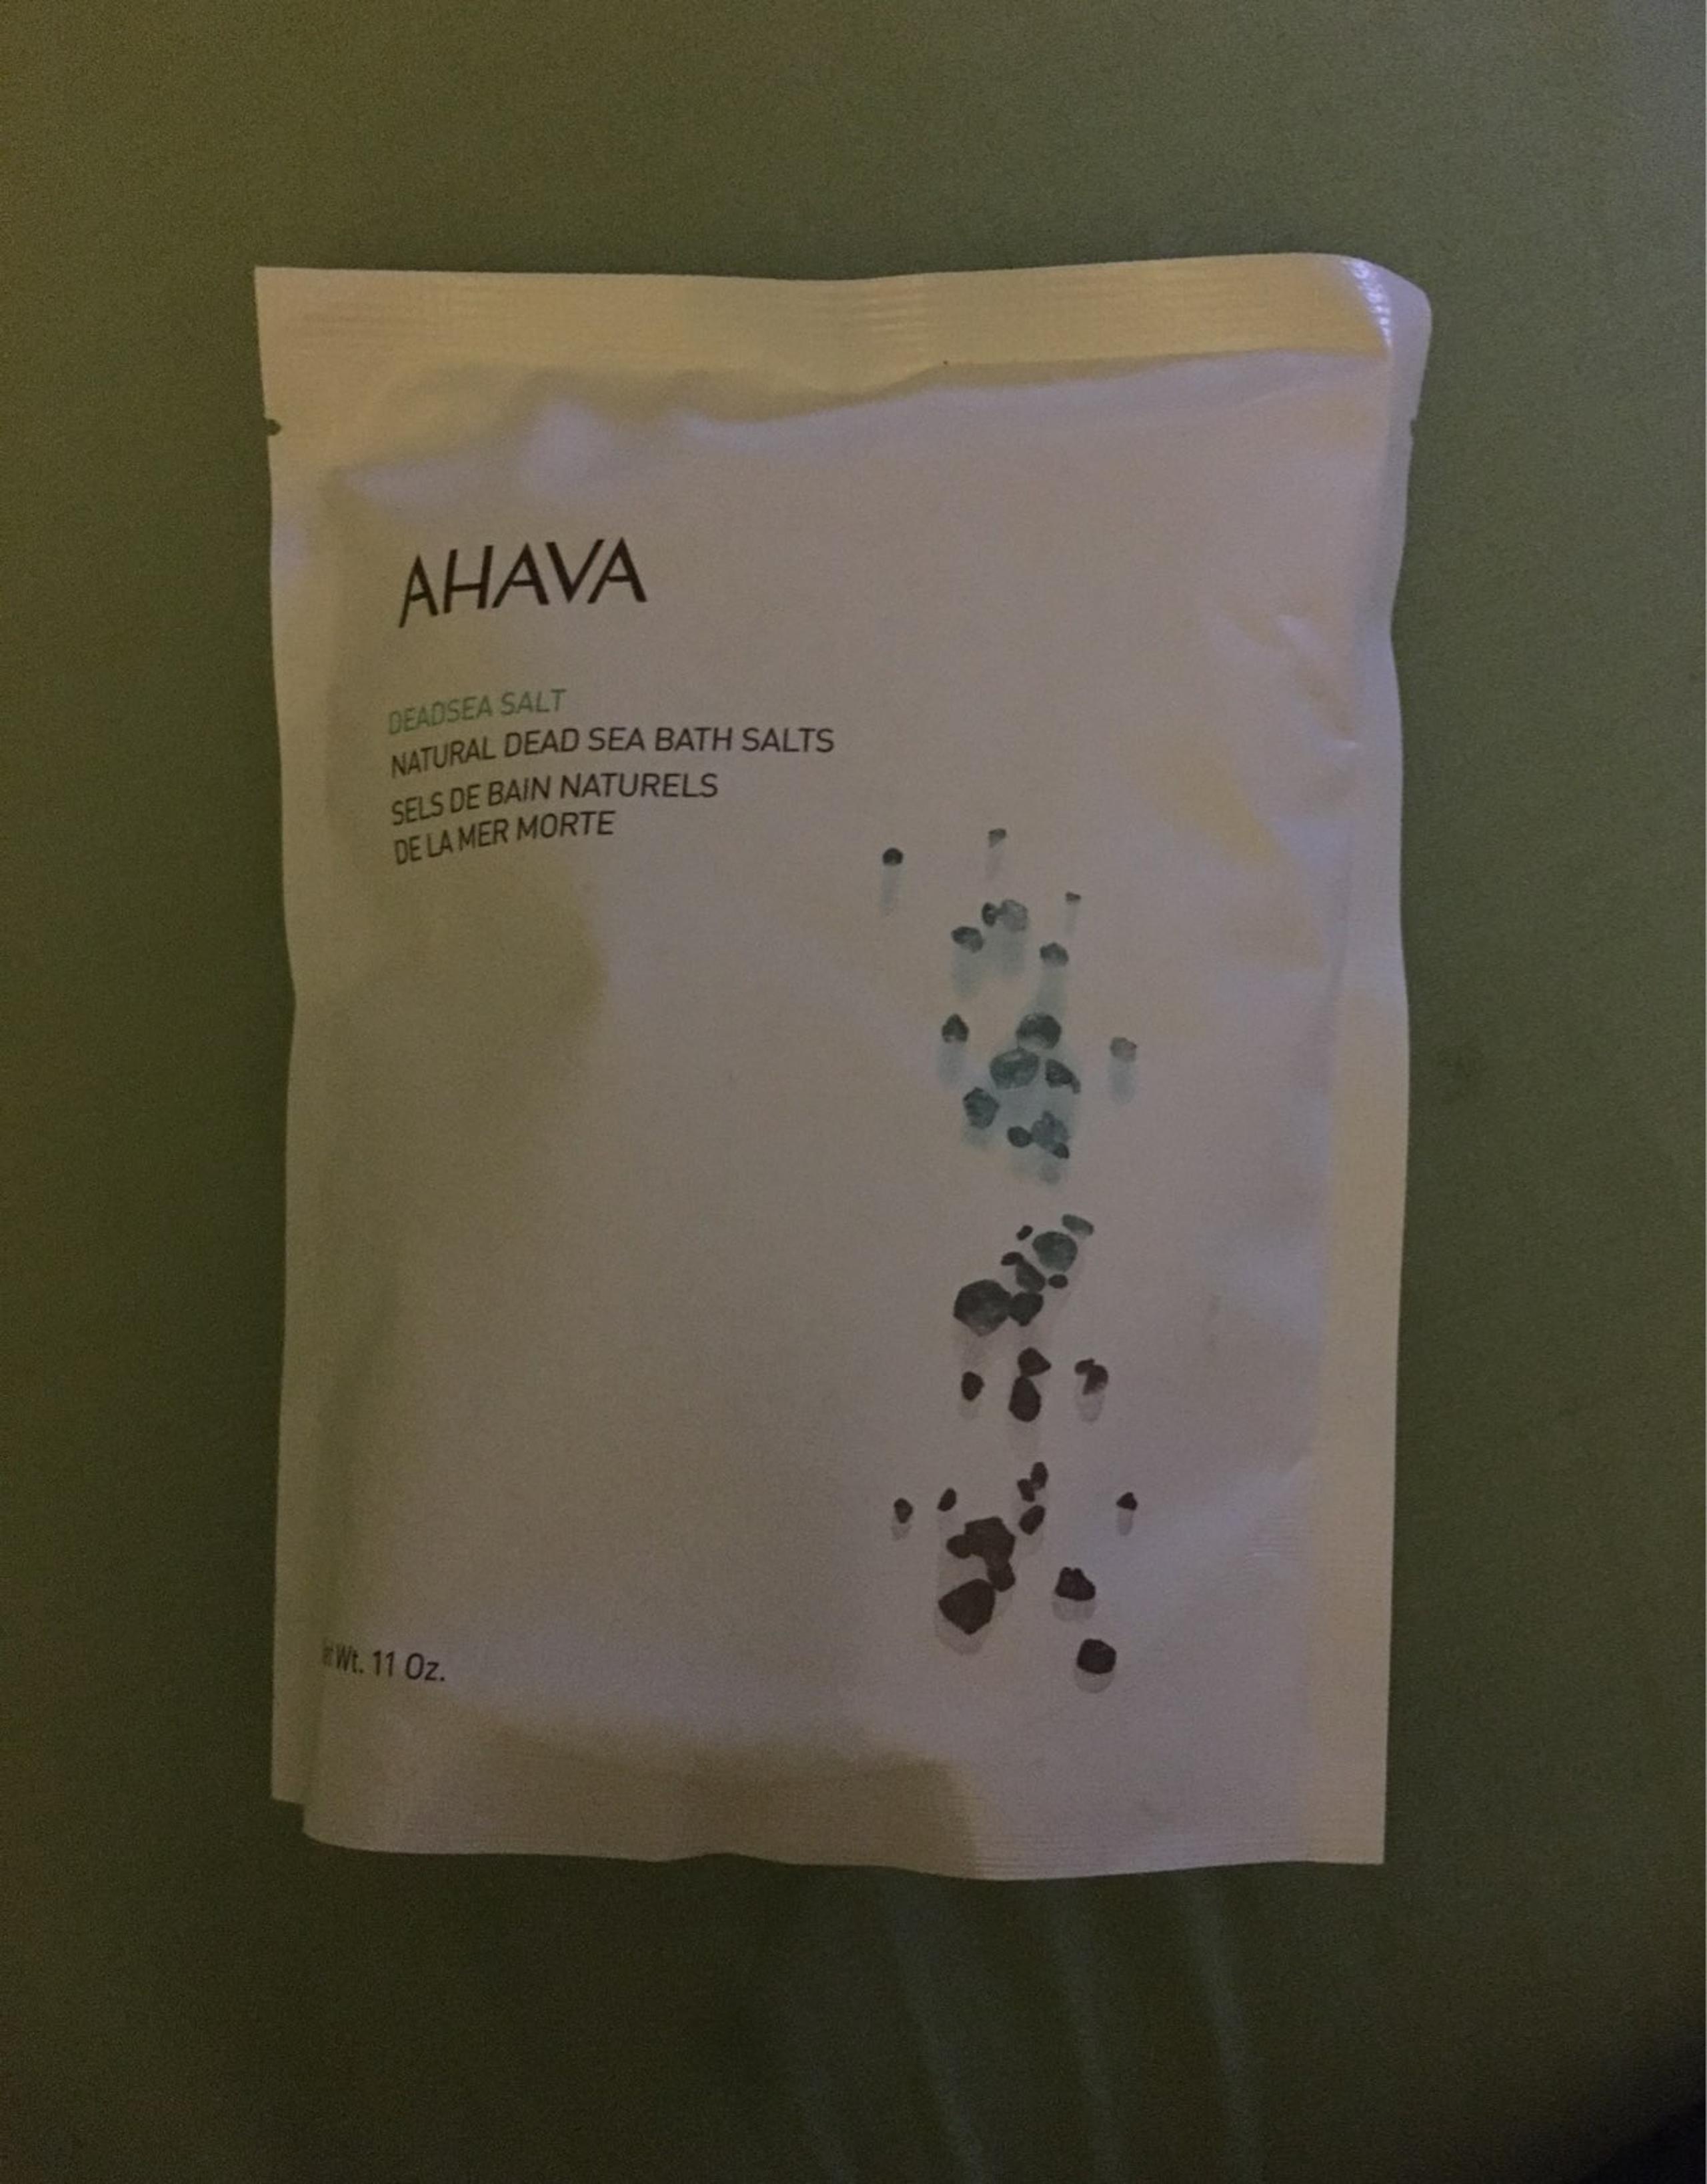 AHAVA
DEADSEA SALT
NATURAL DEAD SEA BATH SALTS
SELS DE BAIN NATURELS
DE LA MER MORTE
Wt. 11 Oz.